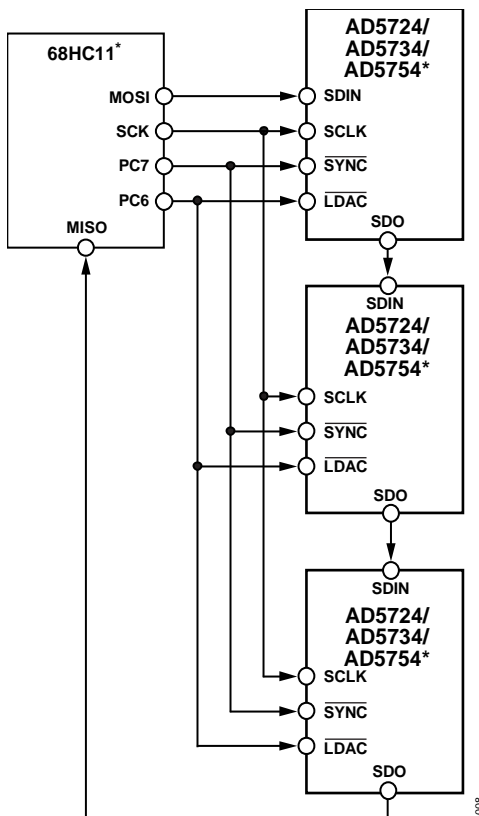 68HC11*
MOSI
SCK
PC7
PC6
MISO
AD5724/
AD5734/
AD5754*
SDIN
SCLK
SYNC
LDAC
SDO
SDIN
AD5724/
AD5734/
AD5754*
SCLK
SYNC
LDAC
SDO
SDIN
AD5724/
AD5734/
AD5754*
SCLK
SYNC
LDAC
SDO